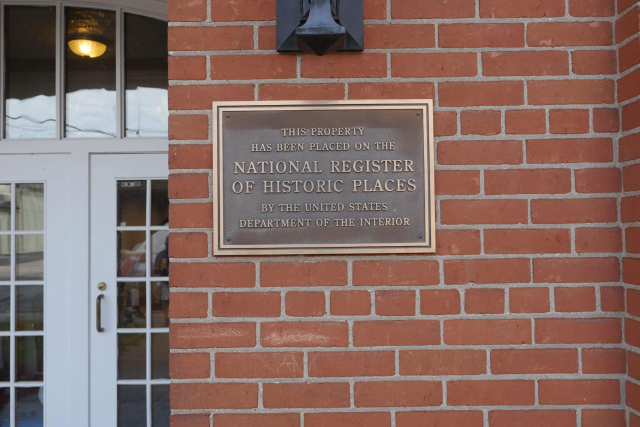 THIS PROPERTY
HAS BEEN PLACED ON THE
NATIONAL REGISTER
OF HISTORIC PLACES
BY THE UNITED STATES
DEPARTMENT OF THE INTERIOR